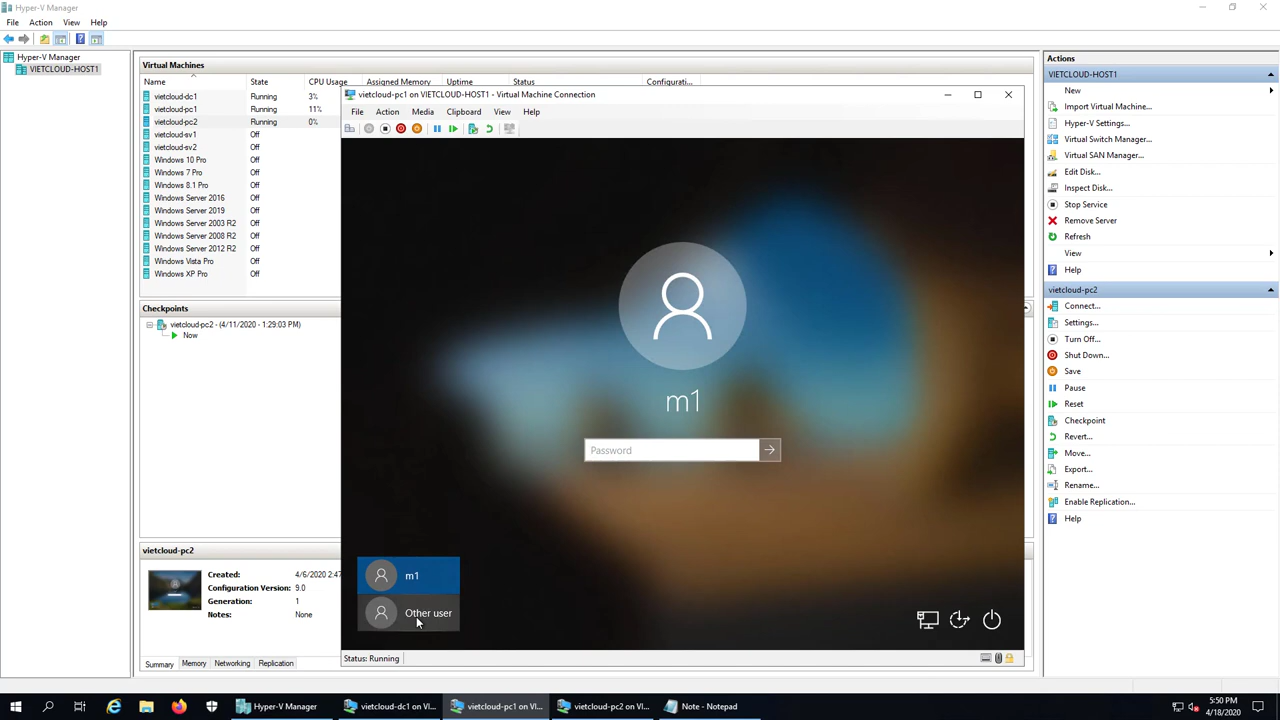 Hyper-V Manager
File Action View Help
Hyper-V Manager
VIETCLOUD-HOST1
Virtual Machines
Name State CPU Usage Assigned Memory Uptime Status Configurati...
vietcloud-dc1 Running 3%
vietcloud-pc1 Running 11%
vietcloud-pc2 Running 0%
vietcloud-sv1 Off
vietcloud-sv2 Off
Windows 10 Pro Off
Windows 7 Pro Off
Windows 8.1 Pro Off
Windows Server 2016 Off
Windows Server 2019 Off
Windows Server 2003 R2 Off
Windows Server 2008 R2 Off
Windows Server 2012 R2 Off
Windows Vista Pro Off
Windows XP Pro Off
Checkpoints
vietcloud-pc2 - (4/11/2020 - 1:29:03 PM)
Now
vietcloud-pc2
Created: 4/6/2020 2:47
Configuration Version: 9.0
Generation: 1
Notes: None
Summary Memory Networking Replication
vietcloud-pc1 on VIETCLOUD-HOST1 - Virtual Machine Connection
File Action Media Clipboard View Help
m1
Password
m1
Other user
Status: Running
Actions
VIETCLOUD-HOST1
New
Import Virtual Machine...
Hyper-V Settings...
Virtual Switch Manager...
Virtual SAN Manager...
Edit Disk...
Inspect Disk...
Stop Service
Remove Server
Refresh
View
Help
vietcloud-pc2
Connect...
Settings...
Turn Off...
Shut Down...
Save
Pause
Reset
Checkpoint
Revert...
Move...
Export...
Rename...
Enable Replication...
Help
Hyper-V Manager
vietcloud-dc1 on VI...
vietcloud-pc1 on VI...
vietcloud-pc2 on VI...
Note - Notepad
5:50 PM
4/18/2020